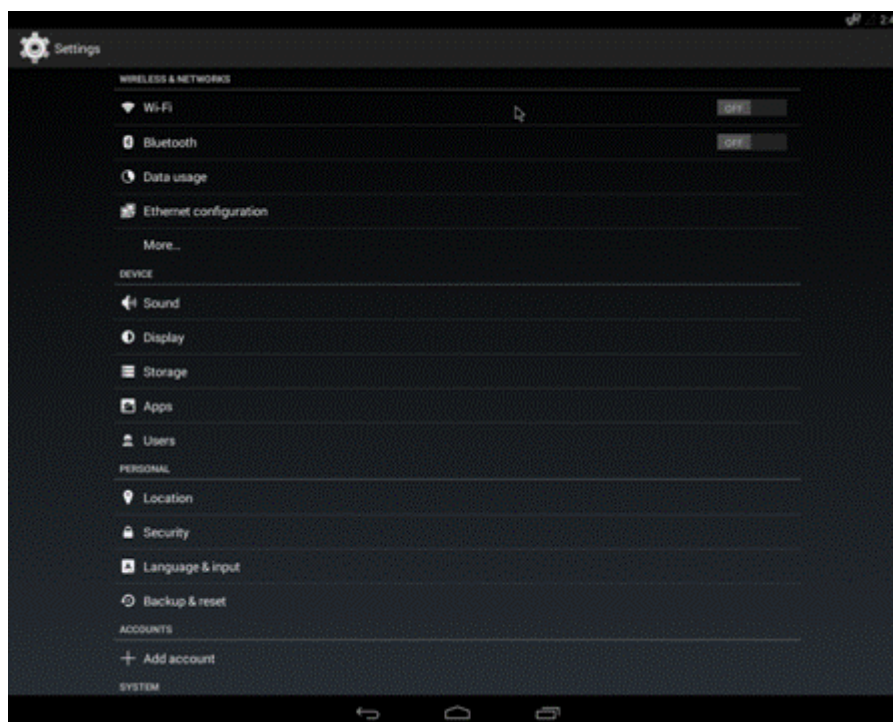 Settings
WIRELESS & NETWORKS
Wi-Fi
OFF
Bluetooth
OFF
Data usage
Ethernet configuration
More...
DEVICE
Sound
Display
Storage
Apps
Users
PERSONAL
Location
Security
Language & input
Backup & reset
ACCOUNTS
Add account
SYSTEM